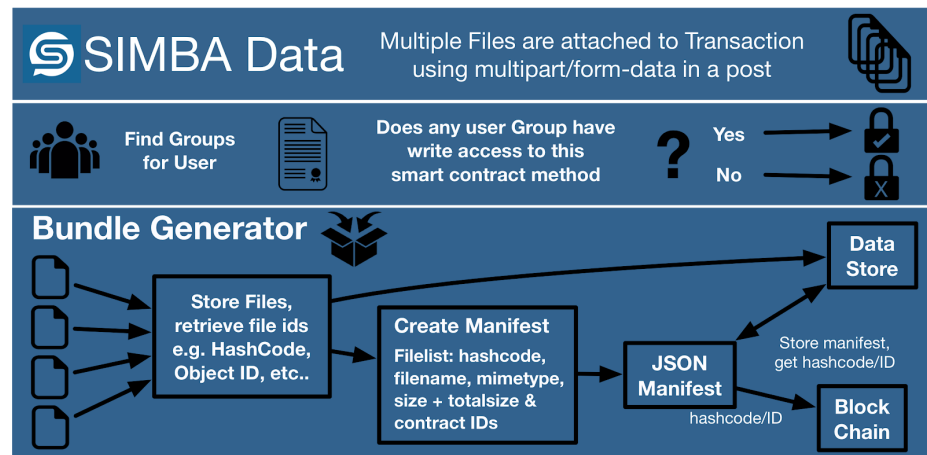 SIMBA Data
Multiple Files are attached to Transaction
using multipart/form-data in a post
Find Groups
for User
Does any user Group have
write access to this
smart contract method
?
Yes
No
X
Bundle Generator
Store Files,
retrieve file ids
e.g. HashCode,
Object ID, etc..
Create Manifest
Filelist: hashcode,
filename, mimetype,
size + totalsize &
contract IDs
JSON
Manifest
Data
Store
Store manifest,
get hashcode/ID
hashcode/ID
Block
Chain